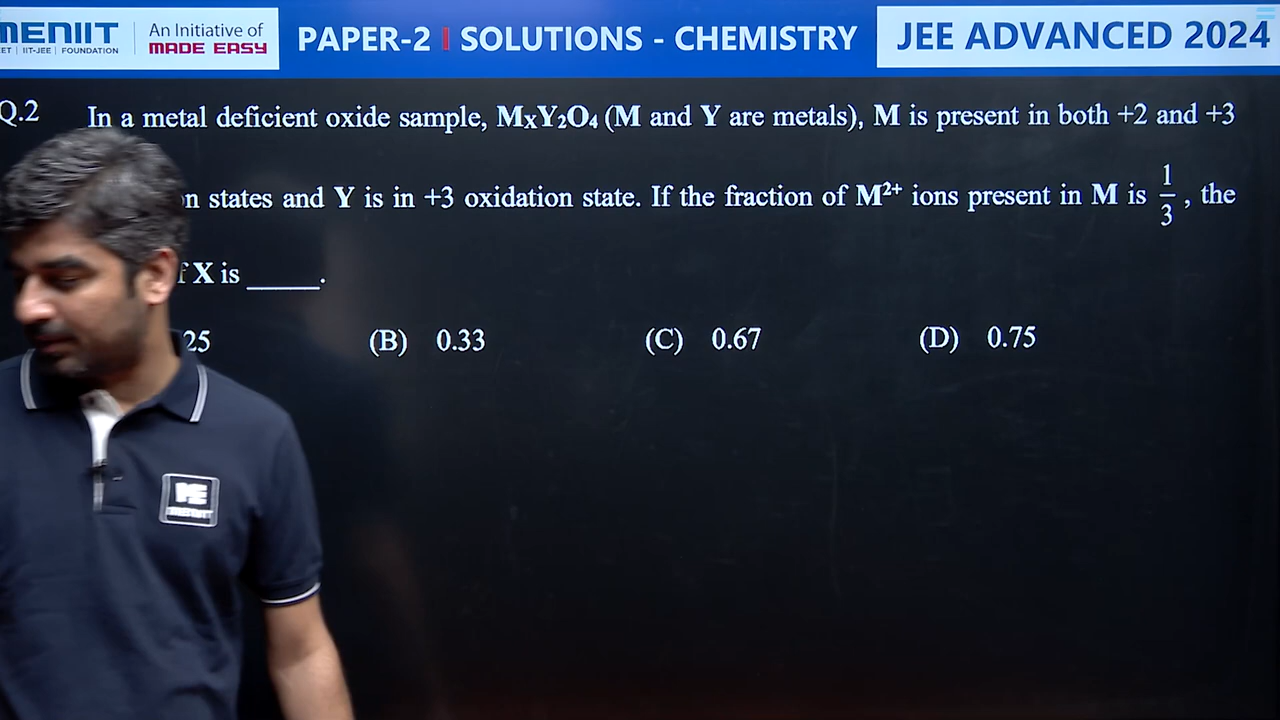 MENIIT
EET | IIT-JEE | FOUNDATION
An Initiative of
MADE EASY
PAPER-2 | SOLUTIONS - CHEMISTRY
JEE ADVANCED 2024
Q.2 In a metal deficient oxide sample, MₓY₂O₄ (M and Y are metals), M is present in both +2 and +3
on states and Y is in +3 oxidation state. If the fraction of M²⁺ ions present in M is 1/3, the
f X is _____.
25 (B) 0.33 (C) 0.67 (D) 0.75